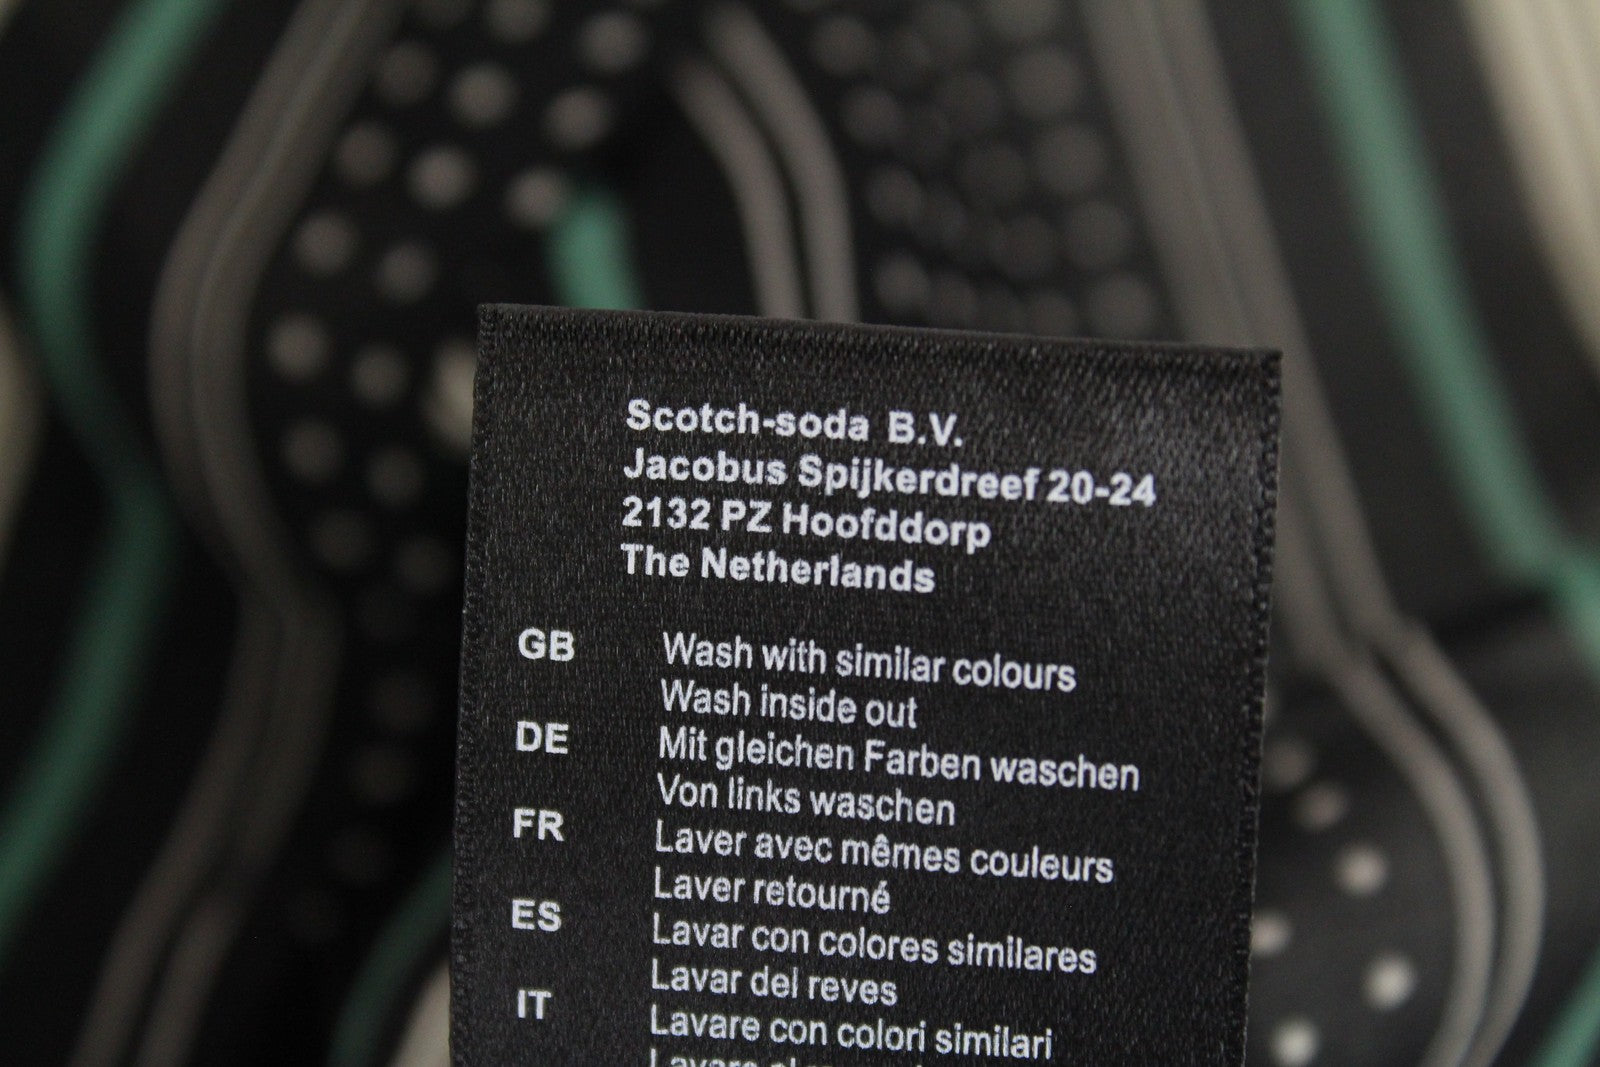 Scotch-soda B.V.
Jacobus Spijkerdreef 20-24
2132 PZ Hoofddorp
The Netherlands
GB Wash with similar colours
Wash inside out
DE Mit gleichen Farben waschen
Von links waschen
FR Laver avec mêmes couleurs
Laver retourné
ES Lavar con colores similares
Lavar del reves
IT Lavare con colori similari
Lavare